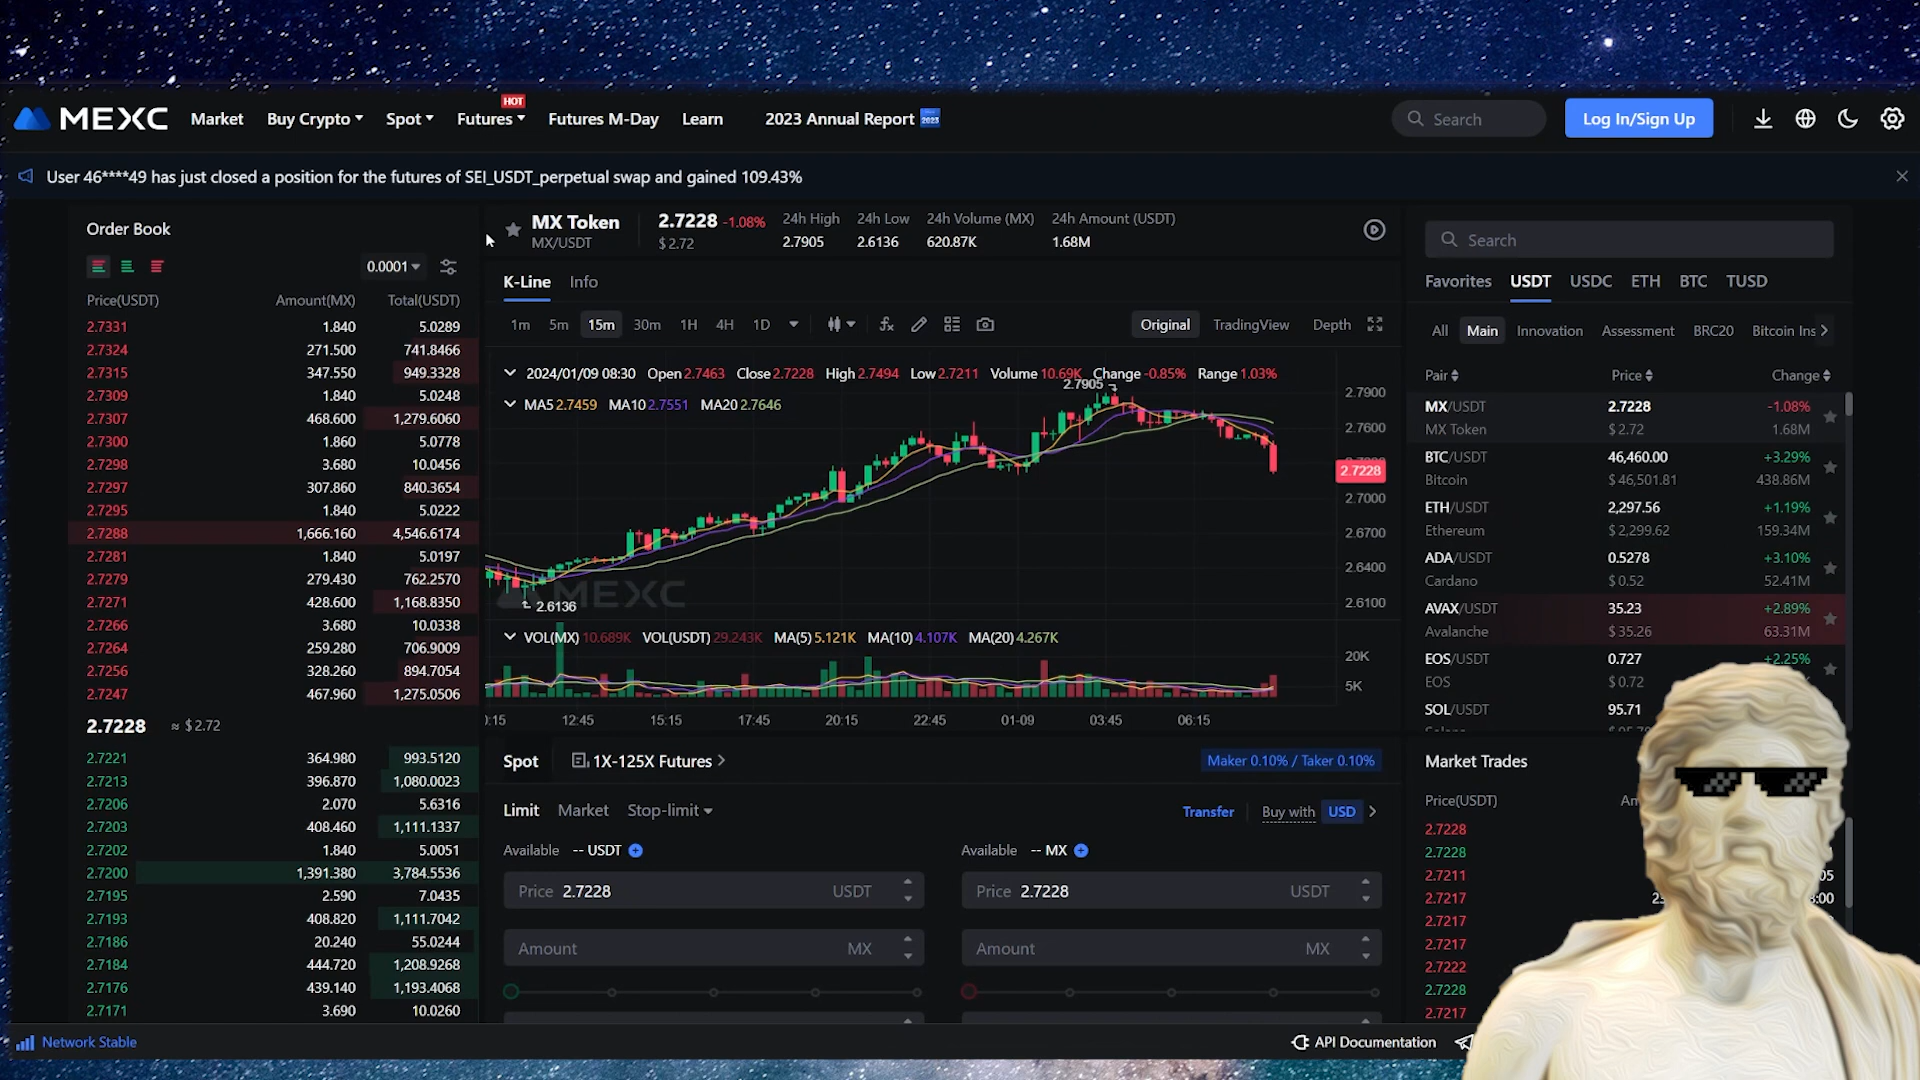 MEXC Market Buy Crypto Spot Futures HOT Futures M-Day Learn 2023 Annual Report 2023 Search Log In/Sign Up
User 46****49 has just closed a position for the futures of SEI_USDT_perpetual swap and gained 109.43%
Order Book
0.0001
Price(USDT) Amount(MX) Total(USDT)
2.7331 1.840 5.0289
2.7324 271.500 741.8466
2.7315 347.550 949.3328
2.7309 1.840 5.0248
2.7307 468.600 1,279.6060
2.7300 1.860 5.0778
2.7298 3.680 10.0456
2.7297 307.860 840.3654
2.7295 1.840 5.0222
2.7288 1,666.160 4,546.6174
2.7281 1.840 5.0197
2.7279 279.430 762.2570
2.7271 428.600 1,168.8350
2.7266 3.680 10.0338
2.7264 259.280 706.9009
2.7256 328.260 894.7054
2.7247 467.960 1,275.0506
2.7228 ≈ $2.72
2.7221 364.980 993.5120
2.7213 396.870 1,080.0023
2.7206 2.070 5.6316
2.7203 408.460 1,111.1337
2.7202 1.840 5.0051
2.7200 1,391.380 3,784.5536
2.7195 2.590 7.0435
2.7193 408.820 1,111.7042
2.7186 20.240 55.0244
2.7184 444.720 1,208.9268
2.7176 439.140 1,193.4068
2.7171 3.690 10.0260
MX Token 2.7228 -1.08% 24h High 24h Low 24h Volume (MX) 24h Amount (USDT)
MX/USDT $ 2.72 2.7905 2.6136 620.87K 1.68M
K-Line Info
1m 5m 15m 30m 1H 4H 1D Original TradingView Depth
2024/01/09 08:30 Open 2.7463 Close 2.7228 High 2.7494 Low 2.7211 Volume 10.69K Change -0.85% Range 1.03%
MA5 2.7459 MA10 2.7551 MA20 2.7646
2.7905
2.7900
2.7600
2.7228
2.7000
2.6700
2.6400
2.6100
MEXC
2.6136
VOL(MX) 10.689K VOL(USDT) 29.243K MA(5) 5.121K MA(10) 4.107K MA(20) 4.267K
20K
5K
0:15 12:45 15:15 17:45 20:15 22:45 01-09 03:45 06:15
Spot 1X-125X Futures Maker 0.10% / Taker 0.10%
Limit Market Stop-limit Transfer Buy with USD
Available -- USDT Available -- MX
Price 2.7228 USDT Price 2.7228 USDT
Amount MX Amount MX
Search
Favorites USDT USDC ETH BTC TUSD
All Main Innovation Assessment BRC20 Bitcoin Ins
Pair Price Change
MX/USDT 2.7228 -1.08%
MX Token $ 2.72 1.68M
BTC/USDT 46,460.00 +3.29%
Bitcoin $ 46,501.81 438.86M
ETH/USDT 2,297.56 +1.19%
Ethereum $ 2,299.62 159.34M
ADA/USDT 0.5278 +3.10%
Cardano $ 0.52 52.41M
AVAX/USDT 35.23 +2.89%
Avalanche $ 35.26 63.31M
EOS/USDT 0.727 +2.25%
EOS $ 0.72
SOL/USDT 95.71
Market Trades
Price(USDT)
2.7228
2.7228
2.7211
2.7217
2.7217
2.7217
2.7222
2.7228
2.7217
Network Stable API Documentation